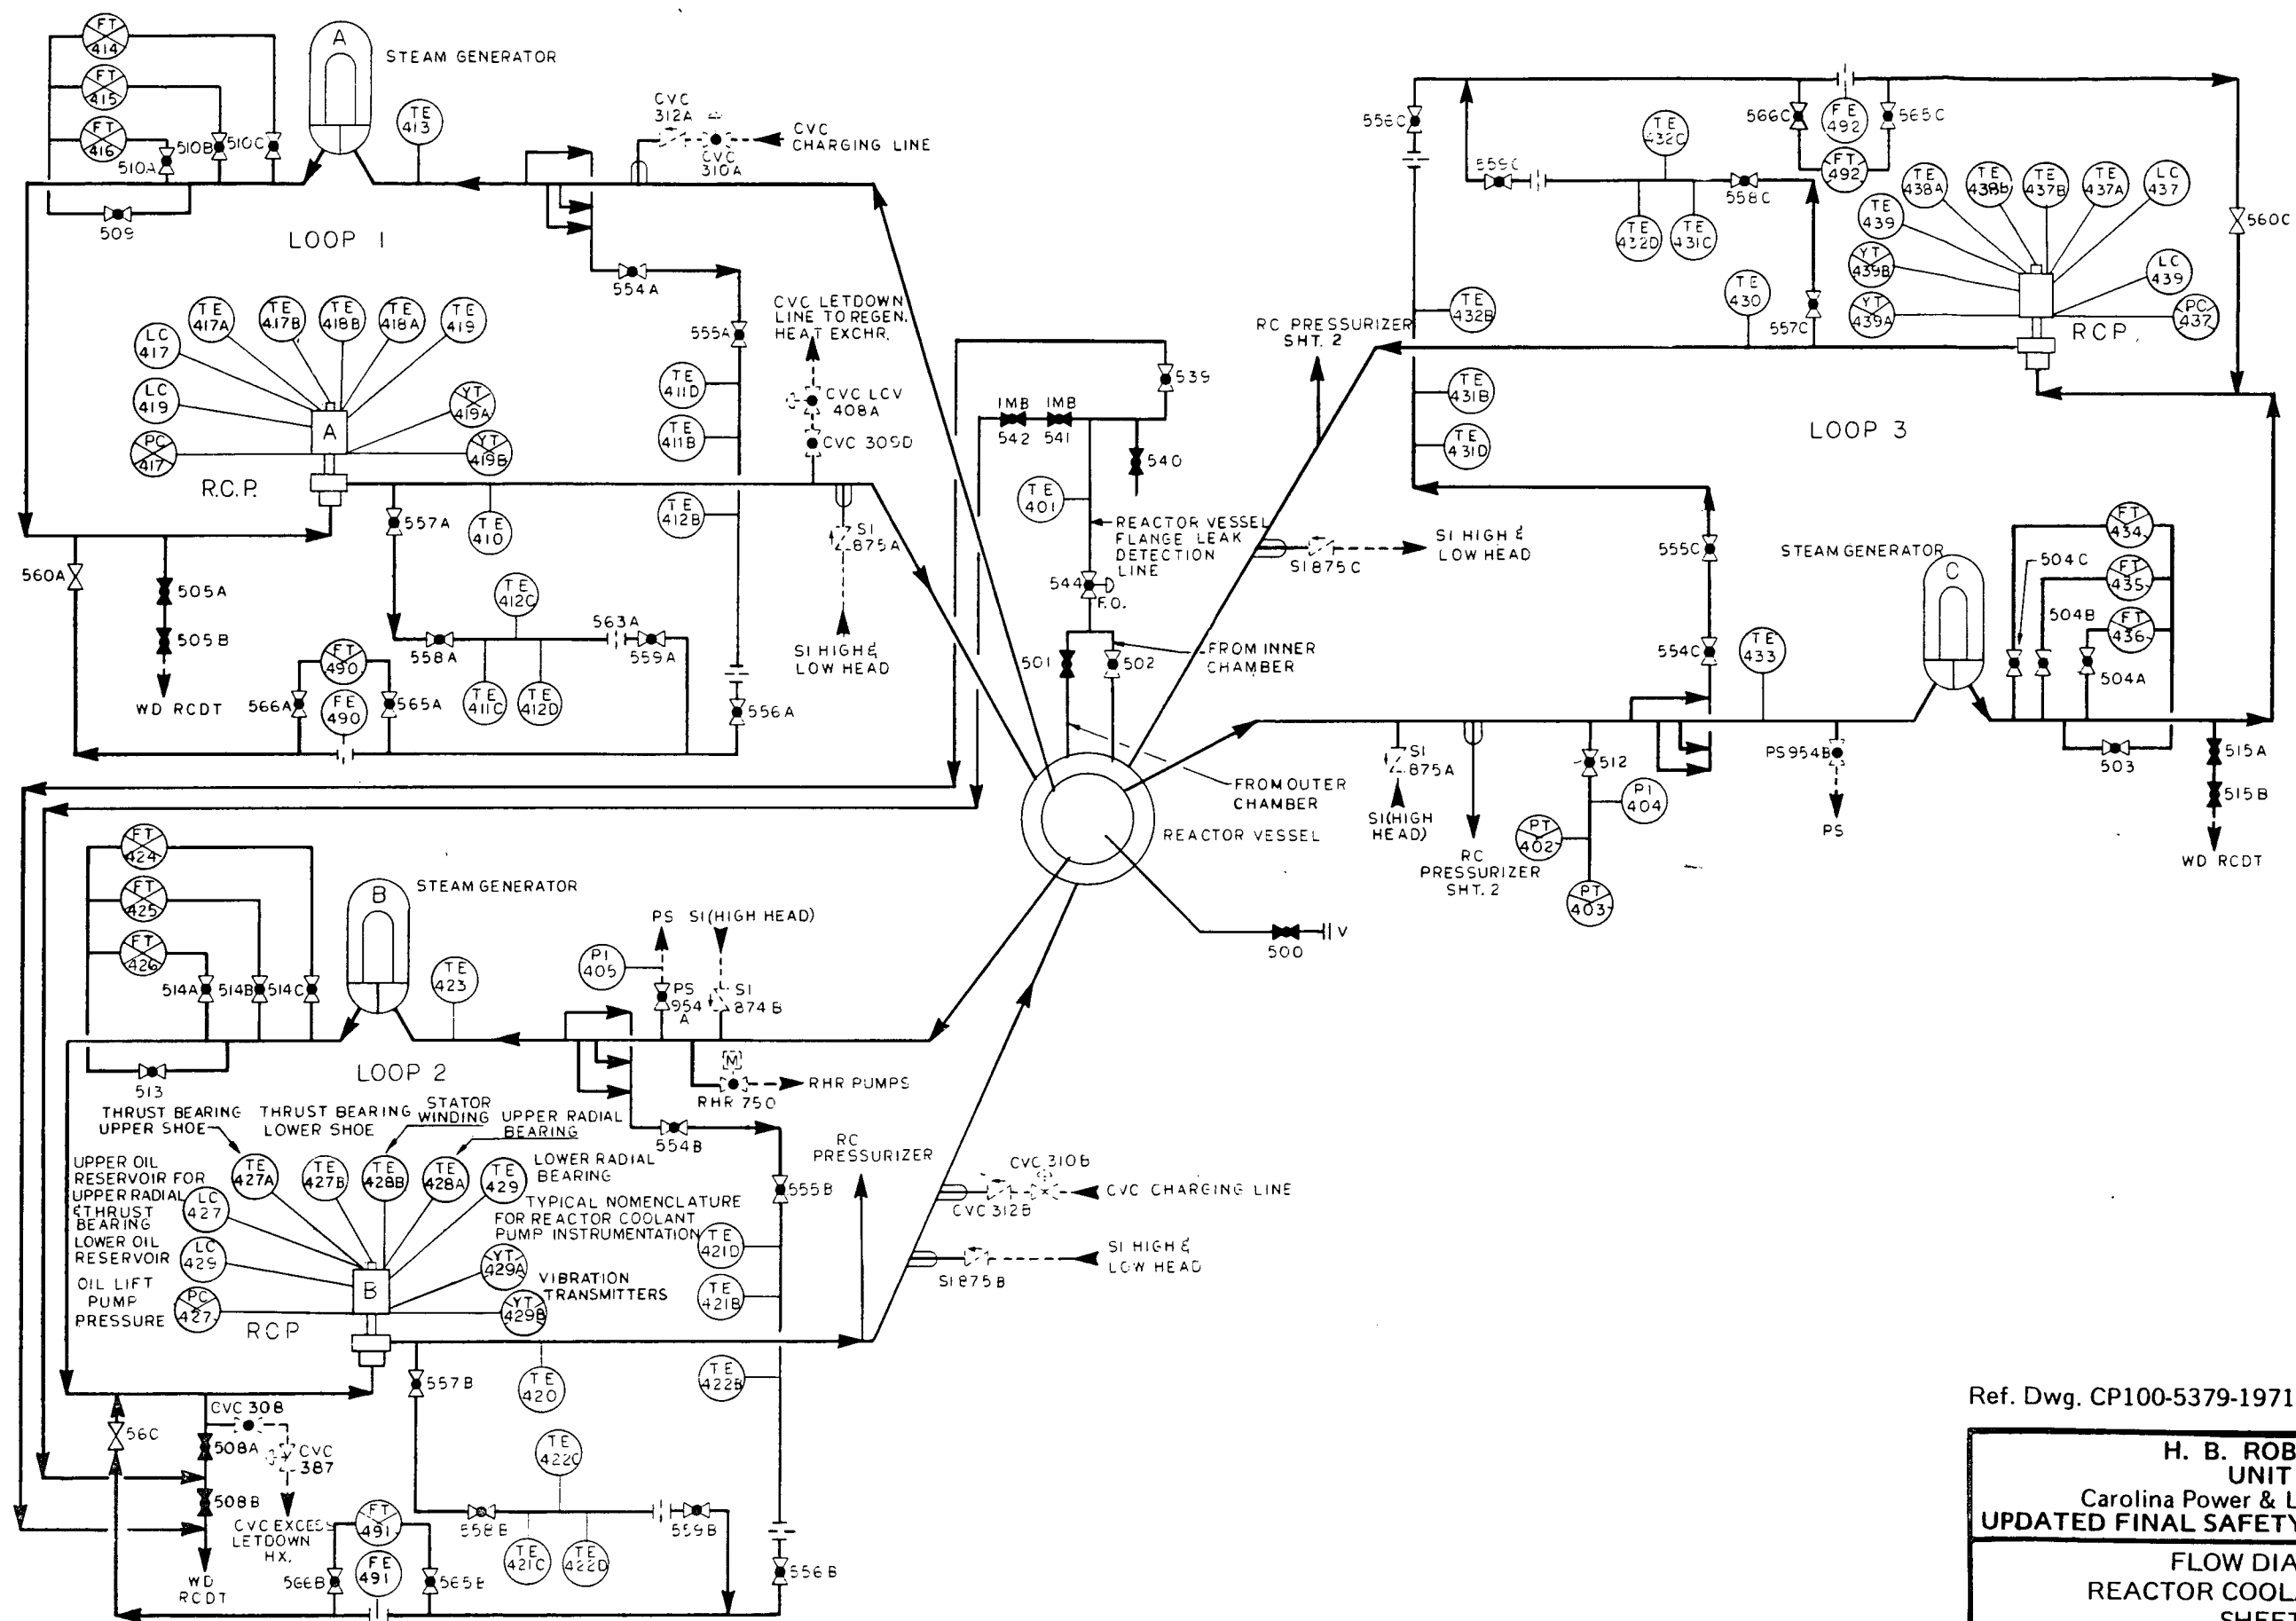 FT
414
FT
415
FT
416
510A
510B
510C
509
A
STEAM GENERATOR
TE
413
CVC
312A
CVC
310A
CVC
CHARGING LINE
LOOP 1
554A
555A
TE
417A
TE
417B
TE
418B
TE
418A
TE
419
LC
417
LC
419
PC
417
YT
419A
YT
419B
A
R.C.P.
TE
411D
TE
411B
TE
412B
CVC LETDOWN
LINE TO REGEN.
HEAT EXCHR.
CVC LCV
408A
CVC 309D
SI
875A
SI HIGH &
LOW HEAD
557A
TE
410
560A
505A
505B
WD RCDT
558A
TE
412C
TE
411C
TE
412D
563A
559A
FT
490
FE
490
566A
565A
556A
RC PRESSURIZER
SHT. 2
539
IMB
542
IMB
541
540
TE
401
REACTOR VESSEL
FLANGE LEAK
DETECTION
LINE
544
F.O.
501
502
FROM INNER
CHAMBER
FROM OUTER
CHAMBER
REACTOR VESSEL
500
V
SI 875C
SI HIGH &
LOW HEAD
556C
559C
TE
432C
TE
432D
TE
431C
558C
566C
FE
492
FT
492
565C
560C
TE
438A
TE
438B
TE
437B
TE
437A
LC
437
TE
439
YT
439B
YT
439A
LC
439
PC
437
RCP
TE
432B
TE
430
557C
TE
431B
TE
431D
LOOP 3
555C
554C
TE
433
STEAM GENERATOR
C
504C
504B
504A
FT
434
FT
435
FT
436
503
515A
515B
WD RCDT
SI
875A
SI(HIGH
HEAD)
RC
PRESSURIZER
SHT. 2
512
PI
404
PT
402
PT
403
PS954B
PS
FT
424
FT
425
FT
426
514A
514B
514C
513
B
STEAM GENERATOR
TE
423
PS
PI
405
PS
954
A
SI(HIGH HEAD)
SI
874B
LOOP 2
M
RHR 750
RHR PUMPS
554B
555B
THRUST BEARING
UPPER SHOE
THRUST BEARING
LOWER SHOE
STATOR
WINDING
UPPER RADIAL
BEARING
LOWER RADIAL
BEARING
TYPICAL NOMENCLATURE
FOR REACTOR COOLANT
PUMP INSTRUMENTATION
UPPER OIL
RESERVOIR FOR
UPPER RADIAL
& THRUST
BEARING
LOWER OIL
RESERVOIR
OIL LIFT
PUMP
PRESSURE
TE
427A
TE
427B
TE
428B
TE
428A
TE
429
LC
427
LC
429
PC
427
YT
429A
YT
429B
VIBRATION
TRANSMITTERS
B
RCP
TE
421D
TE
421B
TE
422B
RC
PRESSURIZER
CVC 310B
CVC 312B
CVC CHARGING LINE
SI 875B
SI HIGH &
LOW HEAD
557B
TE
420
56C
CVC 308
508A
CVC
387
508B
CVC EXCESS
LETDOWN
HX.
WD
RCDT
TE
422C
558B
TE
421C
TE
422D
559B
FT
491
FE
491
566B
565B
556B
Ref. Dwg. CP100-5379-1971
H. B. ROB
UNIT
Carolina Power & L
UPDATED FINAL SAFETY
FLOW DIA
REACTOR COOL
SHEET